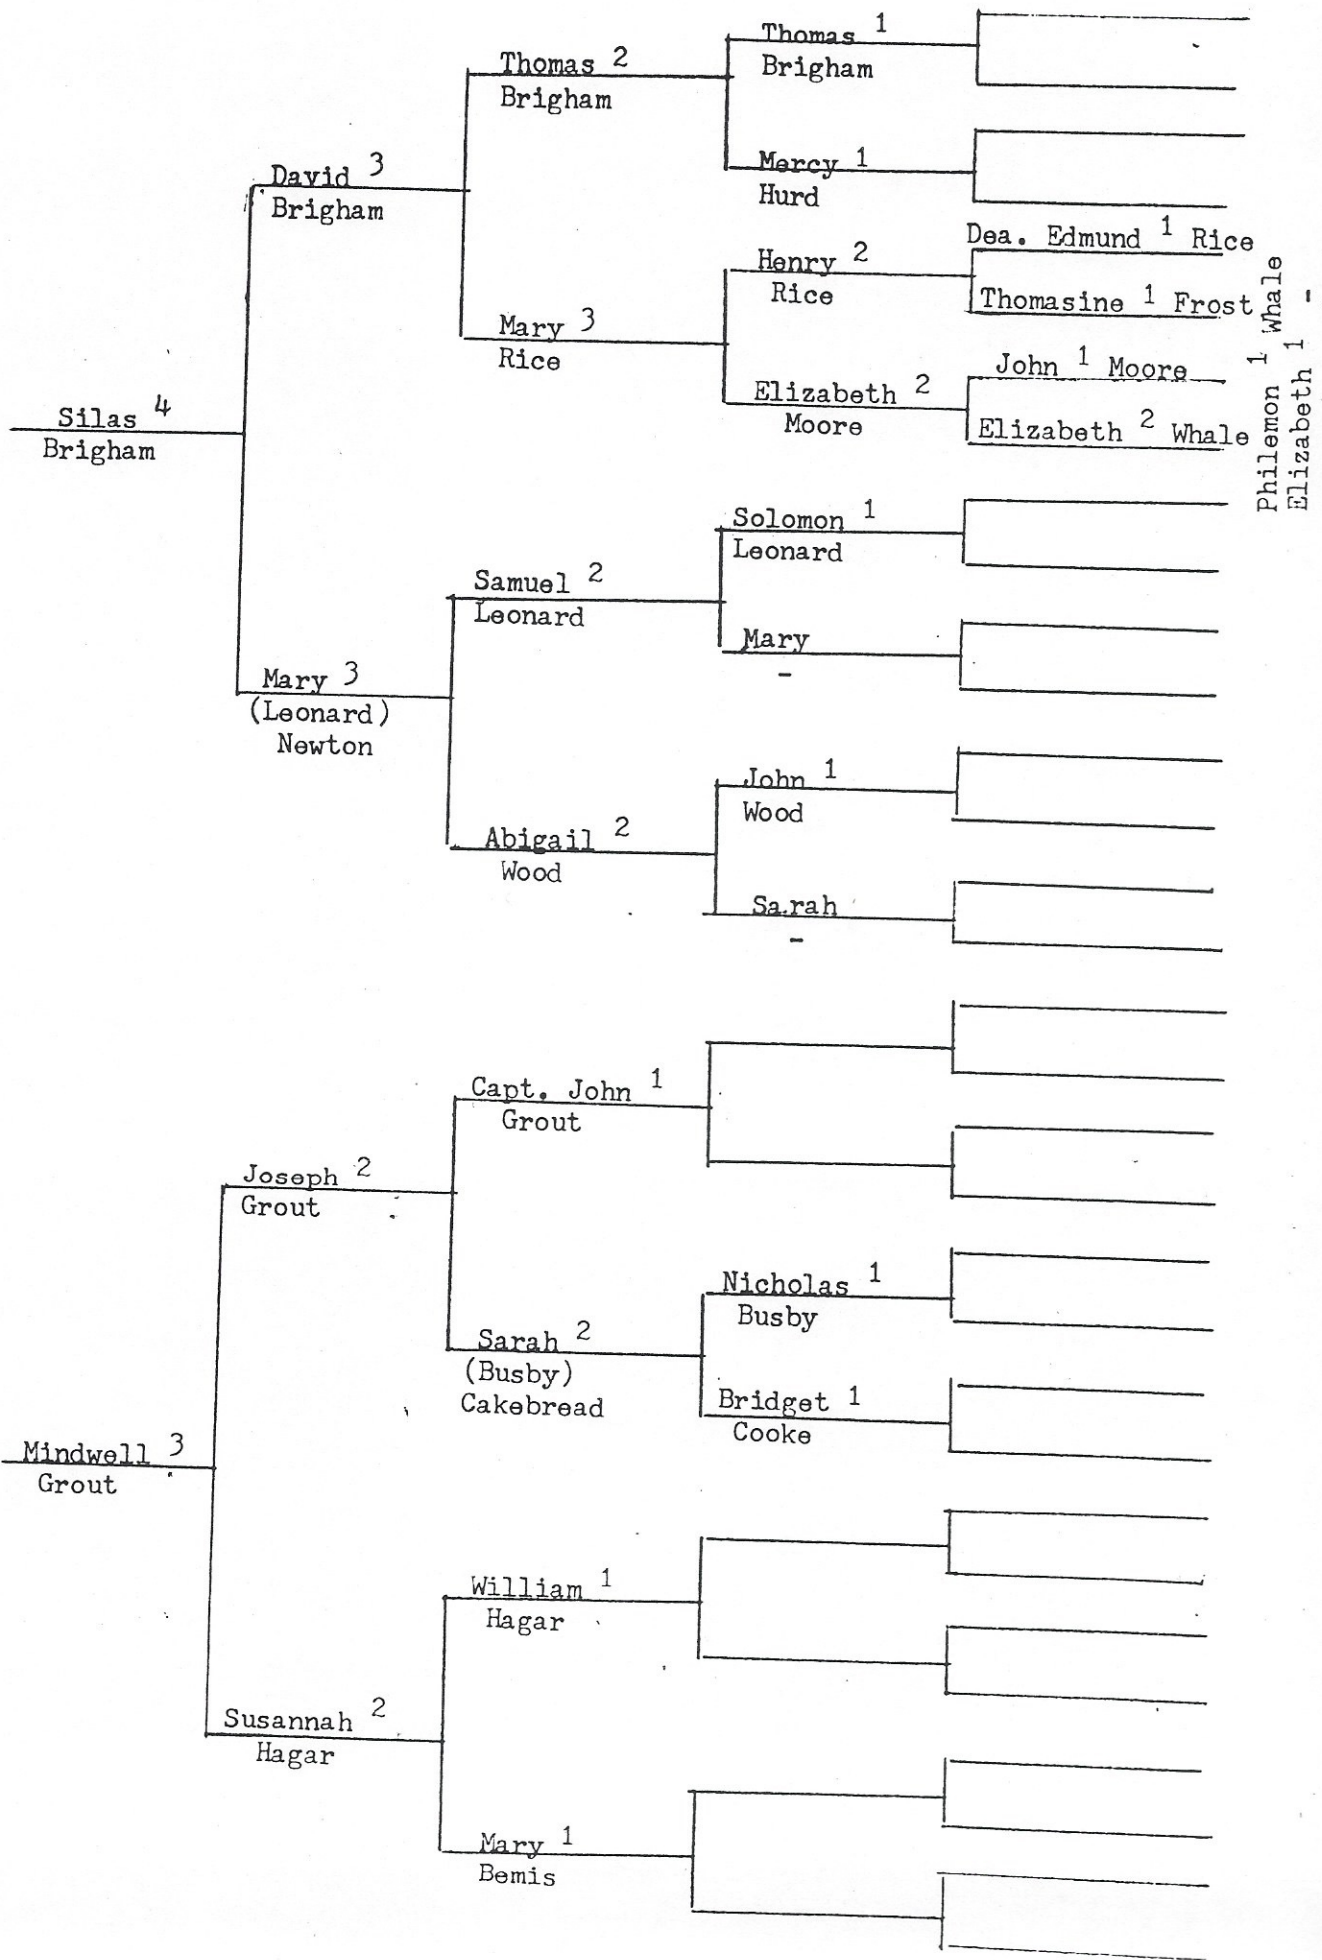 Thomas 1
Brigham
Thomas 2
Brigham
Mercy 1
Hurd
David 3
Brigham
Dea. Edmund 1 Rice
Henry 2
Rice
Thomasine 1 Frost
Mary 3
Rice
John 1 Moore
Elizabeth 2
Moore
Elizabeth 2 Whale
Philemon 1 Whale
Elizabeth 1 -
Silas 4
Brigham
Solomon 1
Leonard
Samuel 2
Leonard
Mary
-
Mary 3
(Leonard)
Newton
John 1
Wood
Abigail 2
Wood
Sarah
-
Capt. John 1
Grout
Joseph 2
Grout
Nicholas 1
Busby
Sarah 2
(Busby)
Cakebread
Bridget 1
Cooke
Mindwell 3
Grout
William 1
Hagar
Susannah 2
Hagar
Mary 1
Bemis